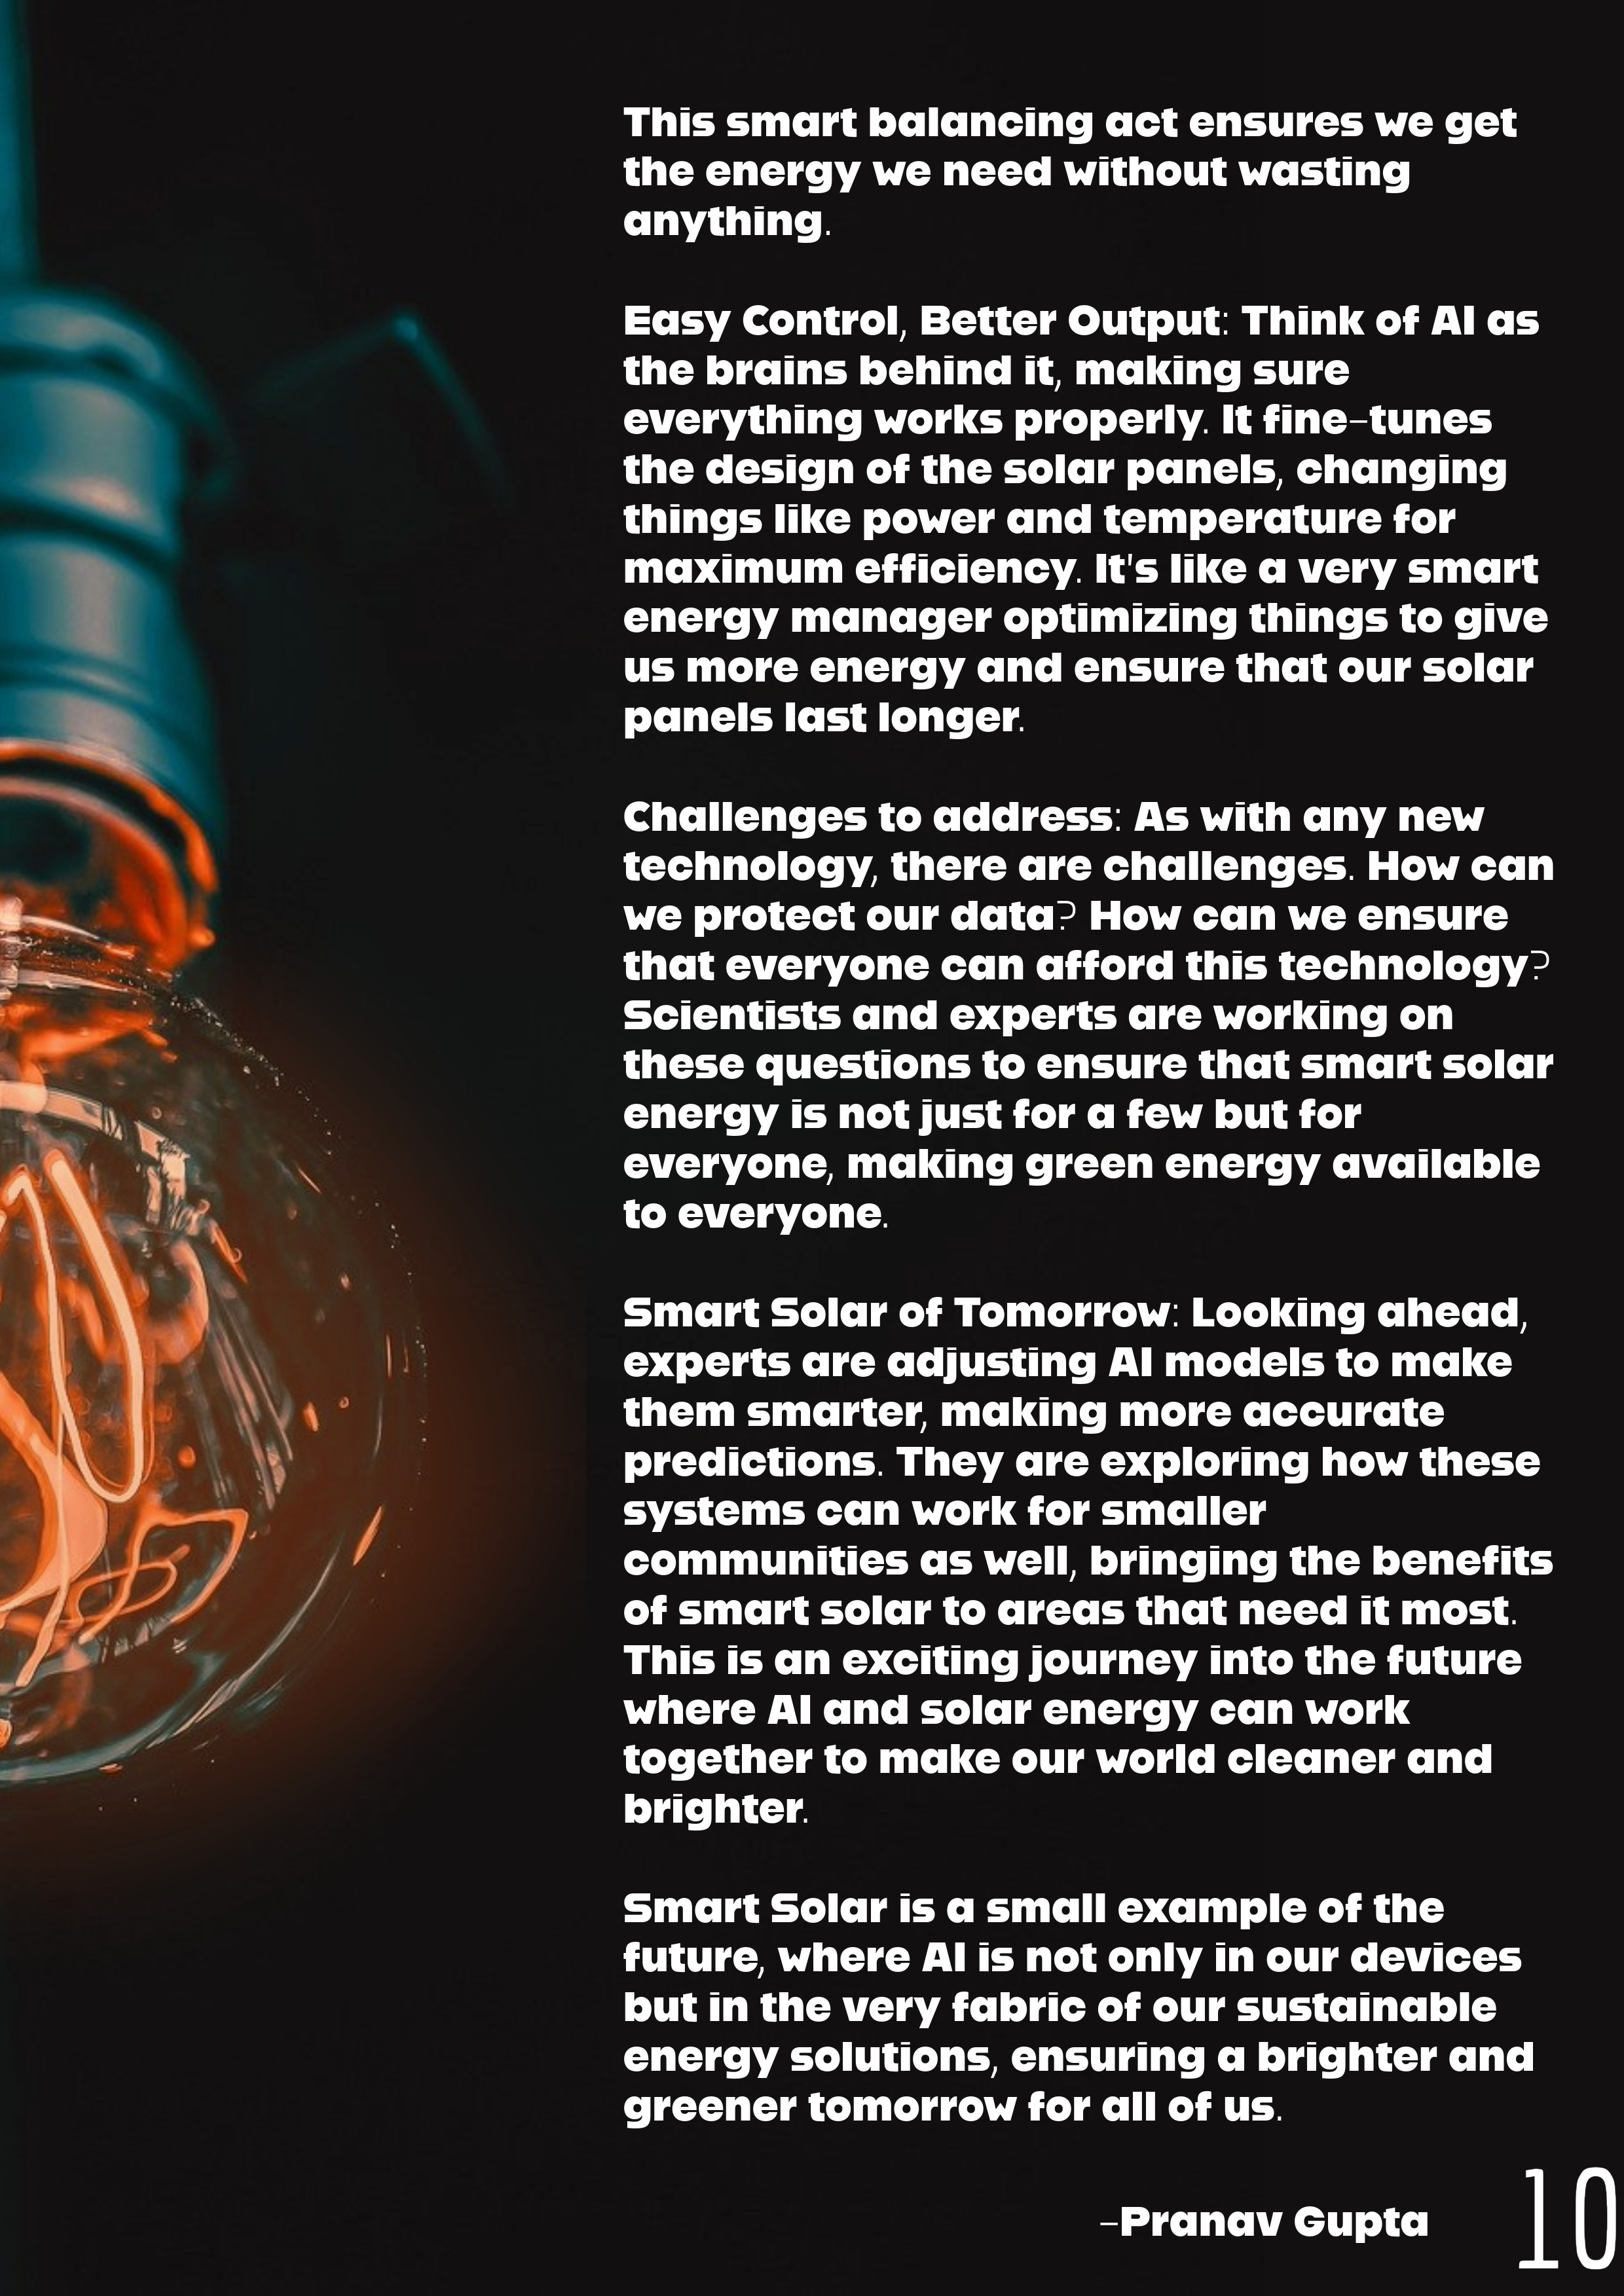 This smart balancing act ensures we get
the energy we need without wasting
anything.
Easy Control, Better Output: Think of AI as
the brains behind it, making sure
everything works properly. It fine-tunes
the design of the solar panels, changing
things like power and temperature for
maximum efficiency. It's like a very smart
energy manager optimizing things to give
us more energy and ensure that our solar
panels last longer.
Challenges to address: As with any new
technology, there are challenges. How can
we protect our data? How can we ensure
that everyone can afford this technology?
Scientists and experts are working on
these questions to ensure that smart solar
energy is not just for a few but for
everyone, making green energy available
to everyone.
Smart Solar of Tomorrow: Looking ahead,
experts are adjusting AI models to make
them smarter, making more accurate
predictions. They are exploring how these
systems can work for smaller
communities as well, bringing the benefits
of smart solar to areas that need it most.
This is an exciting journey into the future
where AI and solar energy can work
together to make our world cleaner and
brighter.
Smart Solar is a small example of the
future, where AI is not only in our devices
but in the very fabric of our sustainable
energy solutions, ensuring a brighter and
greener tomorrow for all of us.
-Pranav Gupta
10